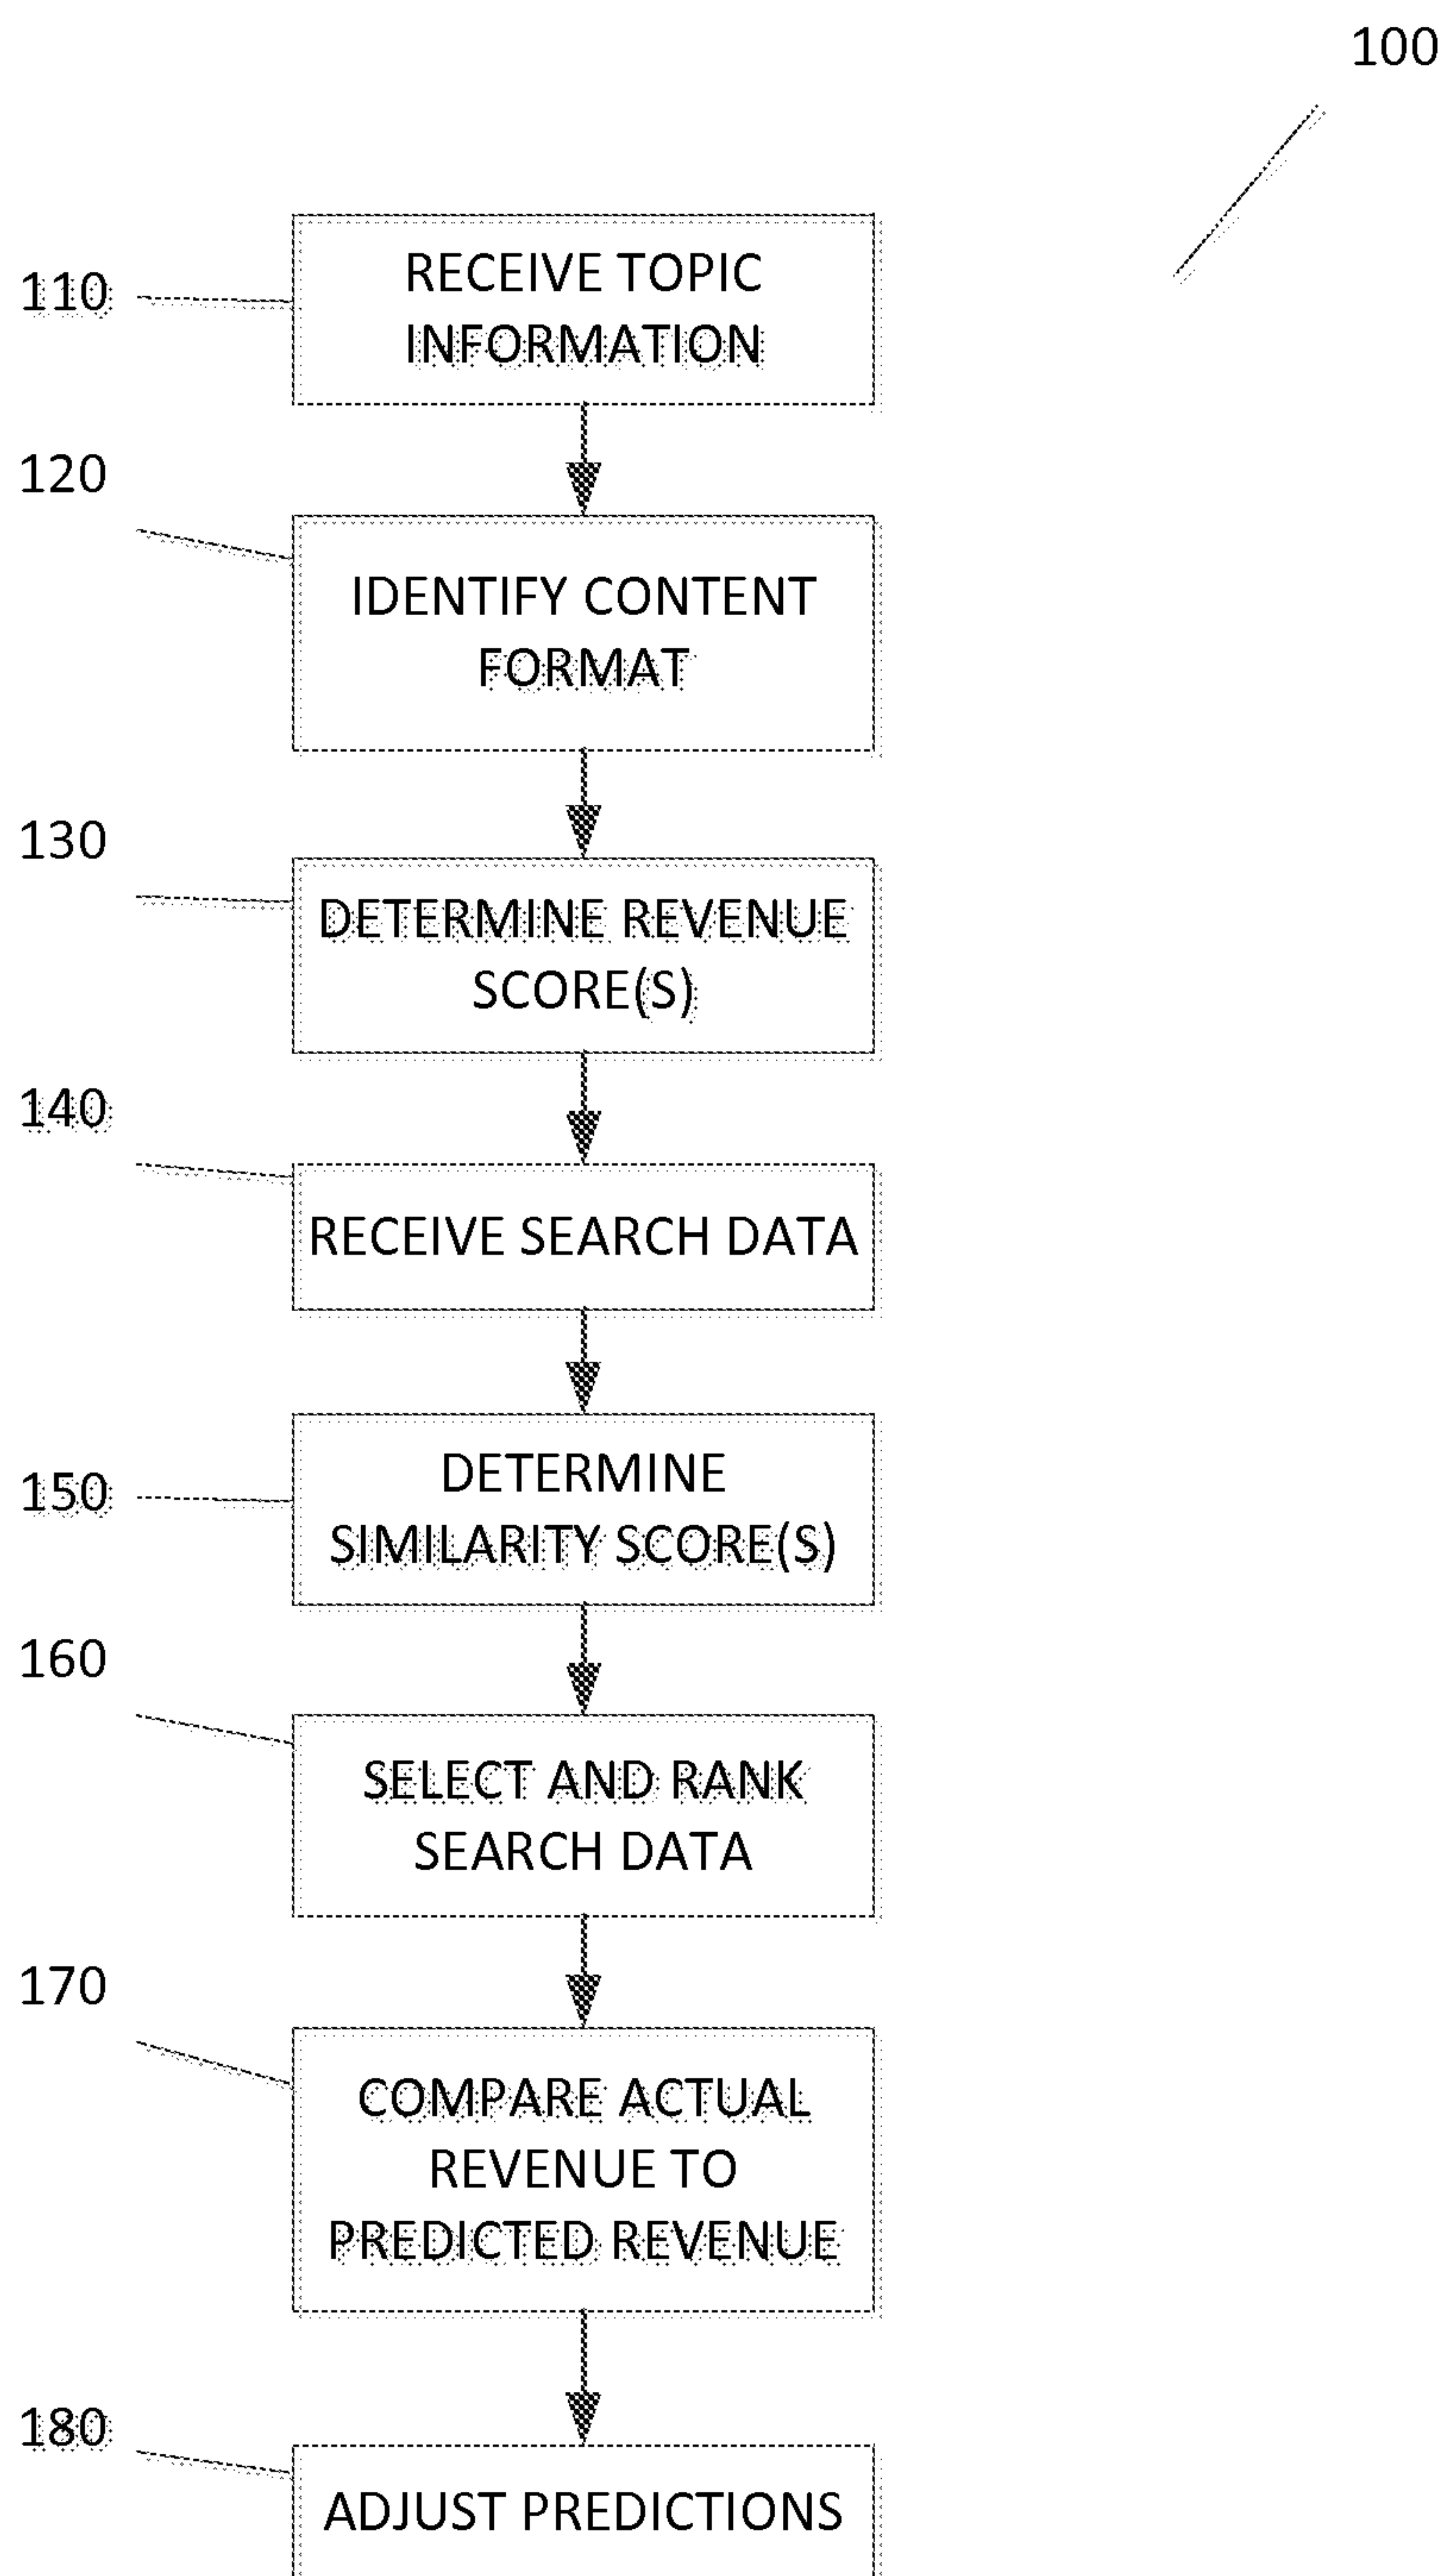 100
110
RECEIVE TOPIC
INFORMATION
120
IDENTIFY CONTENT
FORMAT
130
DETERMINE REVENUE
SCORE(S)
140
RECEIVE SEARCH DATA
150
DETERMINE
SIMILARITY SCORE(S)
160
SELECT AND RANK
SEARCH DATA
170
COMPARE ACTUAL
REVENUE TO
PREDICTED REVENUE
180
ADJUST PREDICTIONS